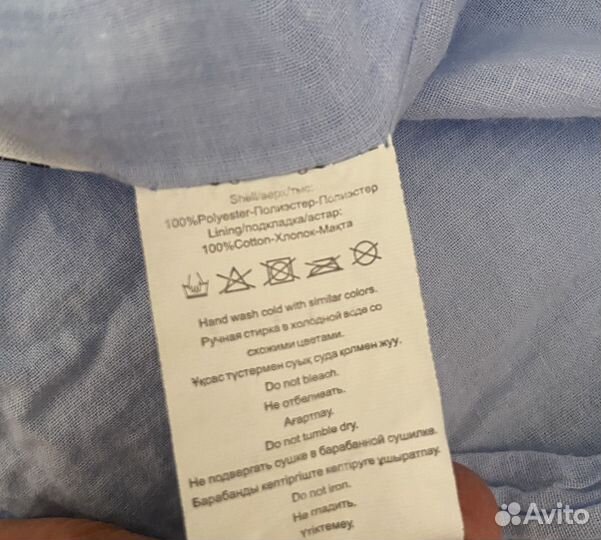 Shell/верх/тыс:
100%Polyester-Полиэстер-Полиэстер
Lining/подкладка/астар:
100%Cotton-Хлопок-Мақта
Hand wash cold with similar colors.
Ручная стирка в холодной воде со
схожими цветами.
Ұқсас түстермен суық суда қолмен жуу.
Do not bleach.
Не отбеливать.
Ағартпау.
Do not tumble dry.
Не подвергать сушке в барабанной сушилке.
Барабанды кептіргіште кептіруге ұшыратпау.
Do not iron.
Не гладить.
Үтіктемеу.
Avito